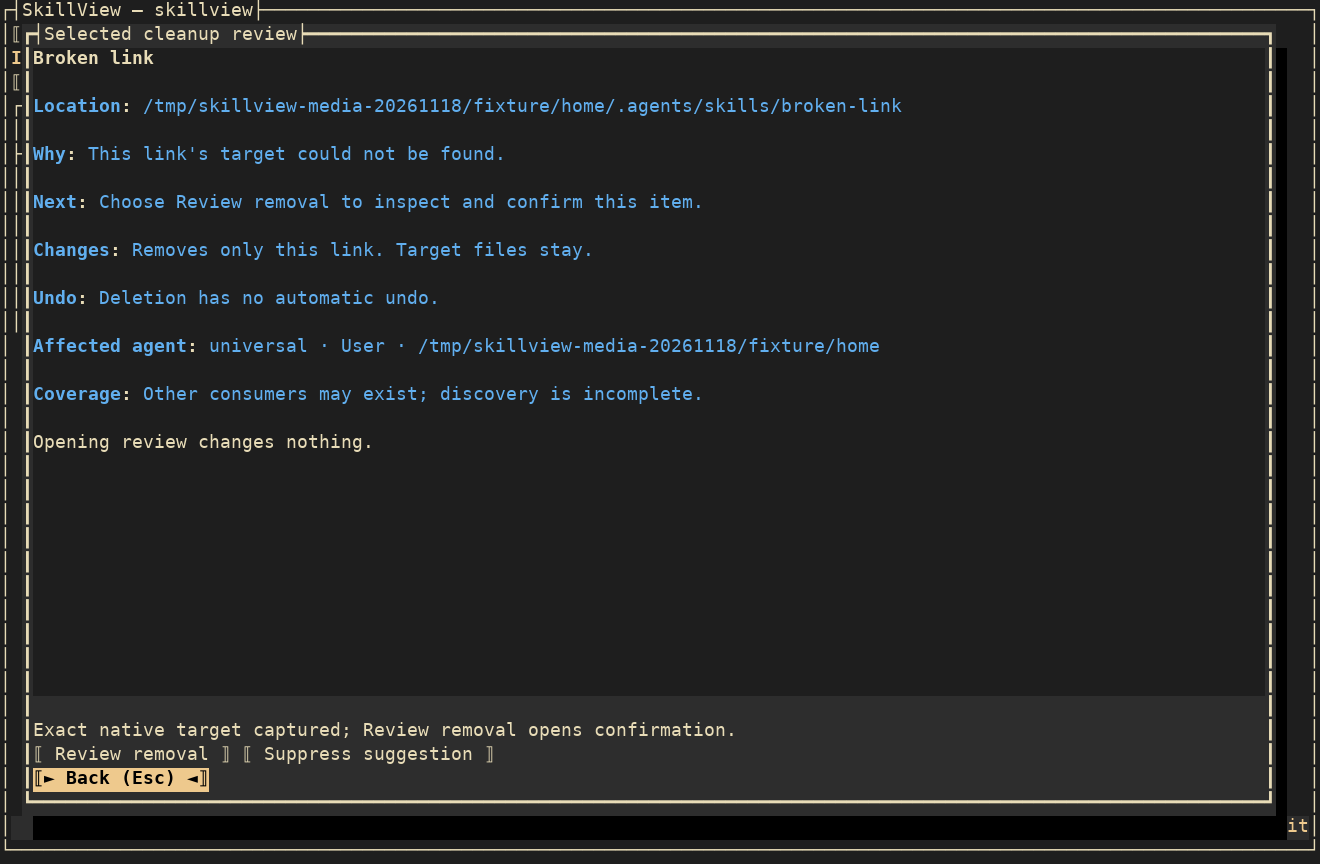 SkillView — skillview
Selected cleanup review
I
Broken link
Location: /tmp/skillview-media-20261118/fixture/home/.agents/skills/broken-link
Why: This link's target could not be found.
Next: Choose Review removal to inspect and confirm this item.
Changes: Removes only this link. Target files stay.
Undo: Deletion has no automatic undo.
Affected agent: universal · User · /tmp/skillview-media-20261118/fixture/home
Coverage: Other consumers may exist; discovery is incomplete.
Opening review changes nothing.
Exact native target captured; Review removal opens confirmation.
⟦ Review removal ⟧ ⟦ Suppress suggestion ⟧
⟦► Back (Esc) ◄⟧
it